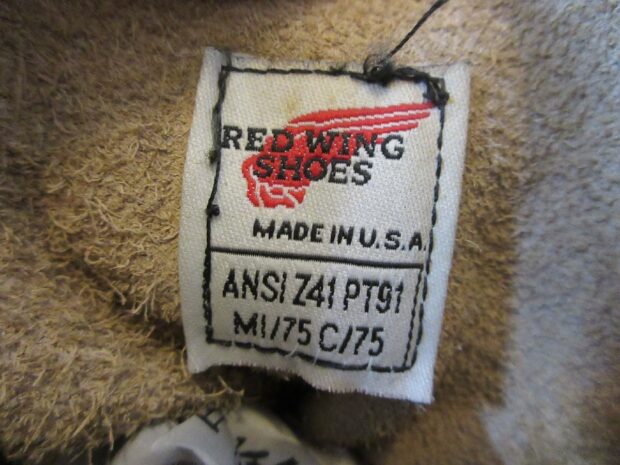 RED WING
SHOES
MADE IN U.S.A.
ANSI Z41 PT91
MI/75 C/75